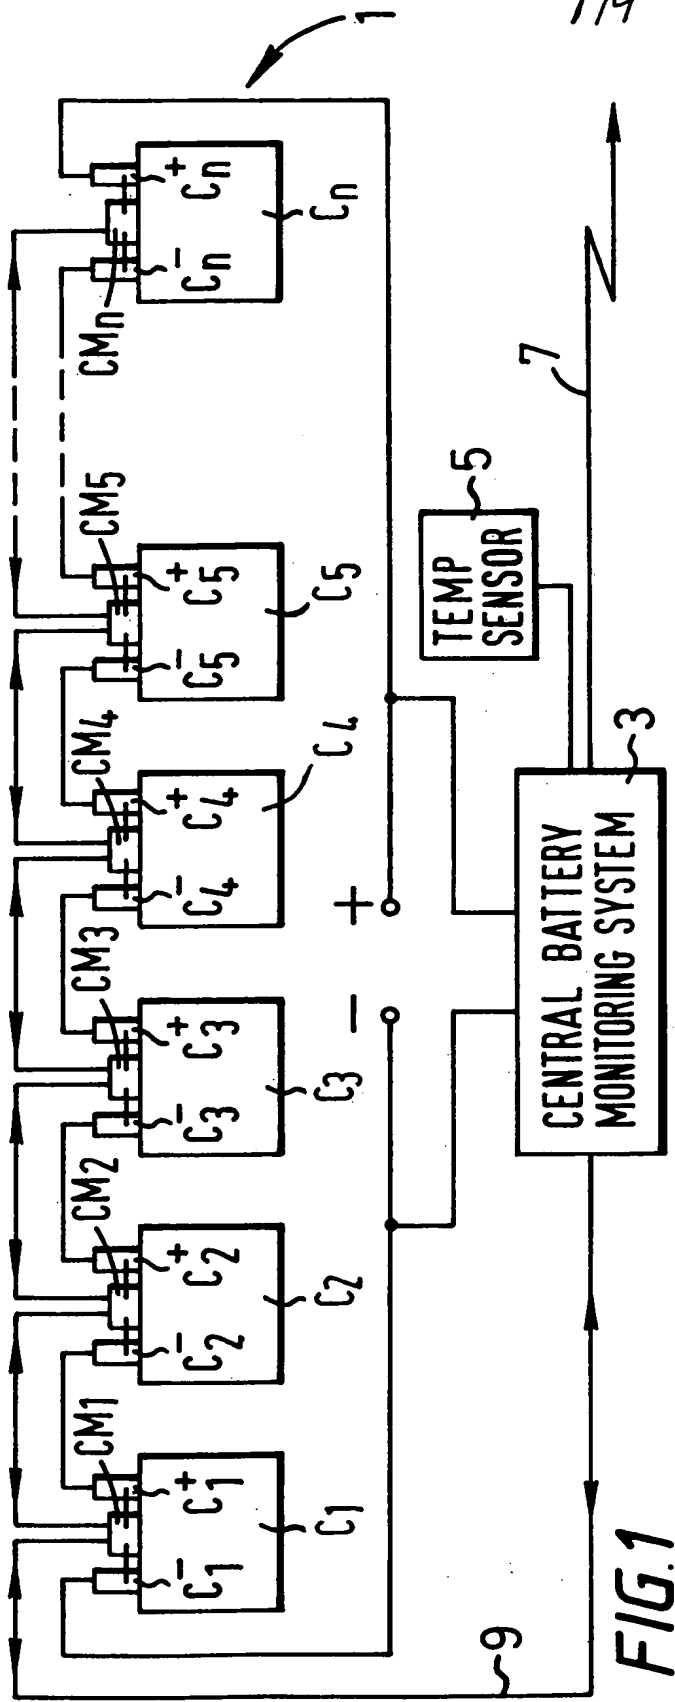 1/4
1
CM1
CM2
CM3
CM4
CM5
CMn
C1-
C1+
C2-
C2+
C3-
C3+
C4-
C4+
C5-
C5+
Cn-
Cn+
C1
C2
C3
C4
C5
Cn
-
+
TEMP
SENSOR
5
7
CENTRAL BATTERY
MONITORING SYSTEM
3
9
FIG.1